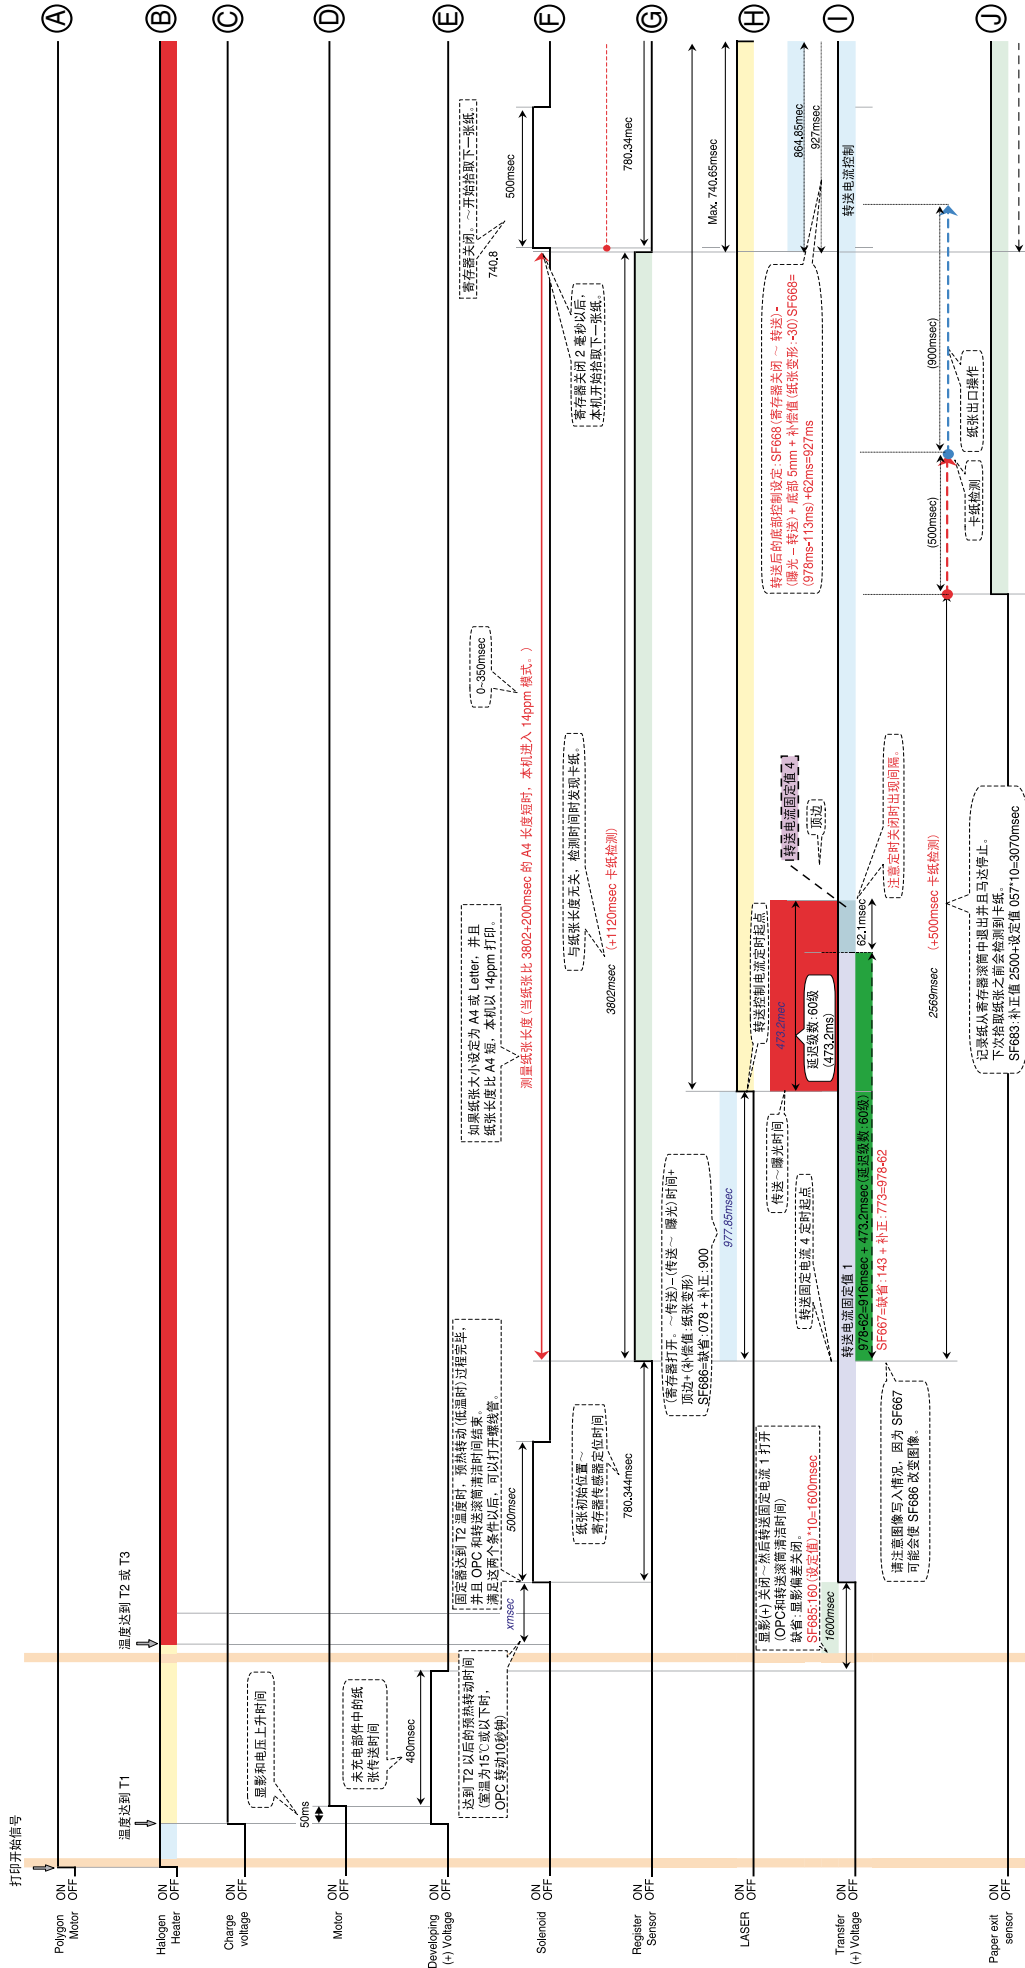 打印开始信号
温度达到 T1
温度达到 T2 或 T3
Polygon
Motor
ON
OFF
A
Halogen
Heater
ON
OFF
B
Charge
voltage
ON
OFF
C
显影和电压上升时间
50ms
Motor
ON
OFF
D
未充电部件中的纸
张传送时间
480msec
Developing
(+) Voltage
ON
OFF
E
达到 T2 以后的预热转动时间
(室温为15℃或以下时,
OPC 转动10秒钟)
固定器达到 T2 温度时, 预热转动(低温时)过程完毕,
并且 OPC 和转送滚筒清洁时间结束。
满足这两个条件以后, 可以打开螺线管。
如果纸张大小设定为 A4 或 Letter, 并且
纸张长度比 A4 短, 本机以 14ppm 打印。
0~350msec
寄存器关闭。~开始拾取下一张纸。
740.8
Solenoid
ON
OFF
F
xmsec
500msec
测量纸张长度(当纸张比 3802+200msec 的 A4 长度短时, 本机进入 14ppm 模式。)
500msec
纸张初始位置~
寄存器传感器定位时间
与纸张长度无关, 检测时间时发现卡纸。
寄存器关闭 2 毫秒以后,
本机开始拾取下一张纸。
Register
Sensor
ON
OFF
G
780.344msec
3802msec
(+1120msec 卡纸检测)
780.34mec
(寄存器打开。~传送)-(传送~ 曝光)时间+
顶边+(补偿值: 纸张变形)
SF686=缺省: 078 + 补正: 900
977.85msec
Max. 740.65msec
LASER
ON
OFF
H
显影(+) 关闭~然后转送固定电流 1 打开
(OPC和转送滚筒清洁时间)
缺省: 显影偏差关闭。
SF685:160(设定值)*10=1600msec
1600msec
传送~曝光时间
转送控制电流定时起点
473.2mec
延迟级数:60级
(473.2ms)
转送固定电流 4 定时起点
转送电流固定值 4
顶边
转送后的底部控制设定: SF668(寄存器关闭 ~ 转送)-
(曝光 – 转送)+ 底部 5mm + 补偿值(纸张变形:-30) SF668=
(978ms-113ms)+62ms=927ms
864.85mec
927msec
Transfer
(+) Voltage
ON
OFF
I
转送电流固定值 1
转送电流控制
978-62=916msec + 473.2msec(延迟级数:60级)
62.1msec
SF667=缺省: 143 + 补正: 773=978-62
注意定时关闭时出现间隔。
请注意图像写入情况, 因为 SF667
可能会使 SF686 改变图像。
2569msec
(+500msec 卡纸检测)
(500msec)
(900msec)
卡纸检测
纸张出口操作
记录纸从寄存器滚筒中退出并且马达停止。
下次拾取纸张之前会检测到卡纸。
SF683: 补正值 2500+设定值 057*10=3070msec
Paper exit
sensor
ON
OFF
J